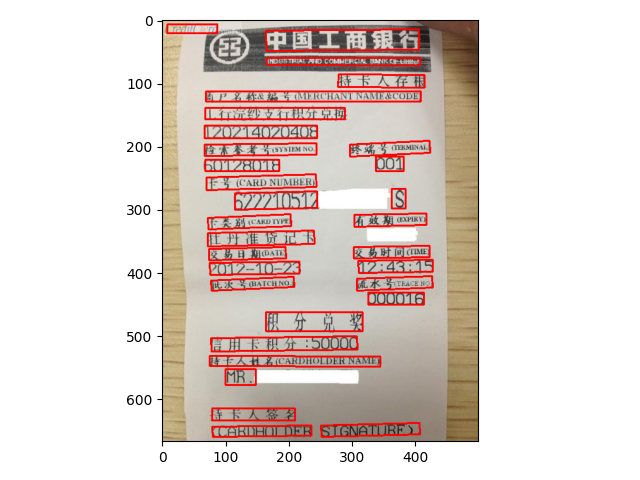 中国工商银行
INDUSTRIAL AND COMMERCIAL BANK OF CHINA
持卡人存根
商户名称&编号(MERCHANT NAME&CODE)
工行浣纱支行积分兑换
120214020408
检索参考号(SYSTEM NO. 终端号(TERMINAL
60128018 001
卡号(CARD NUMBER)
622210512 S
卡类别(CARD TYPE) 有效期(EXPIRY)
牡丹准贷记卡
交易日期(DATE) 交易时间(TIME)
2012-10-23 12:43:15
批次号(BATCH NO.) 流水号(TRACE NO.
000016
积分兑奖
信用卡积分:50000
持卡人姓名(CARDHOLDER NAME)
MR.
持卡人签名
(CARDHOLDER SIGNATURE)
0
100
200
300
400
500
600
0 100 200 300 400